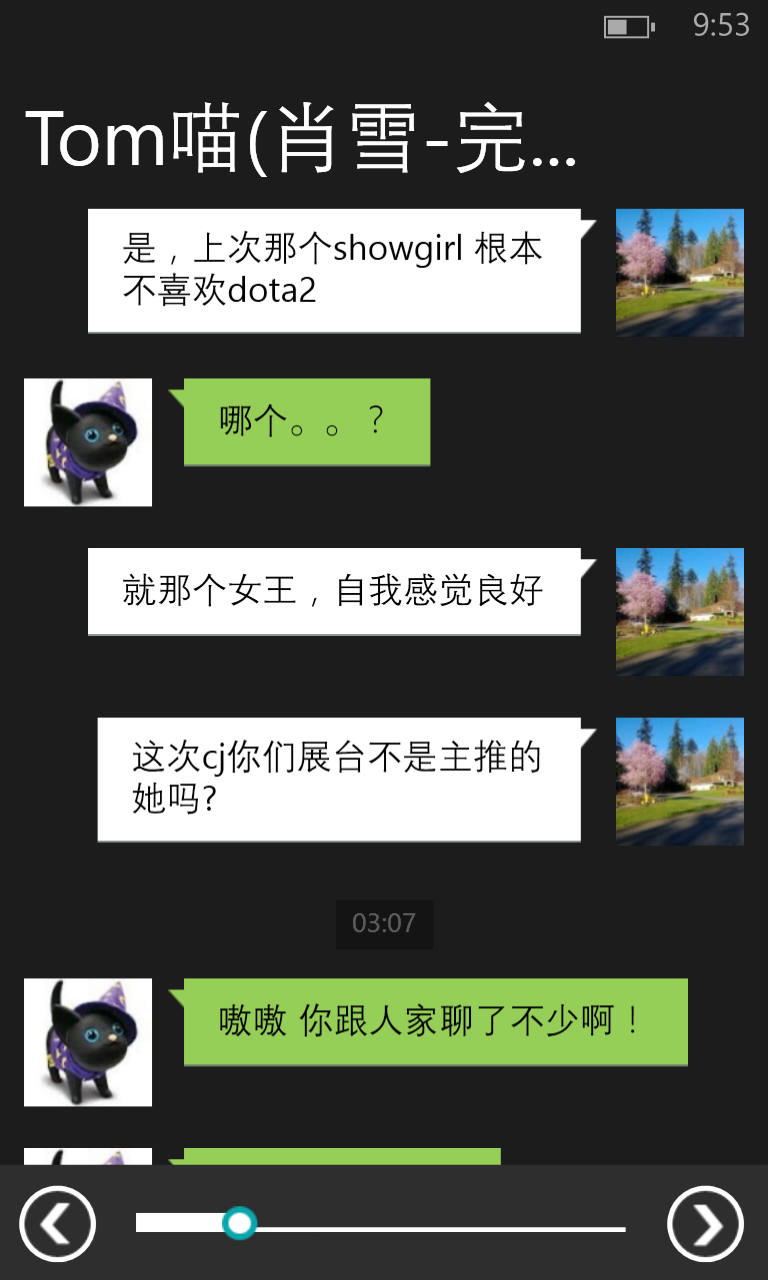 9:53
Tom喵(肖雪-完...
是，上次那个showgirl 根本
不喜欢dota2
哪个。。？
就那个女王，自我感觉良好
这次cj你们展台不是主推的
她吗?
03:07
嗷嗷 你跟人家聊了不少啊！